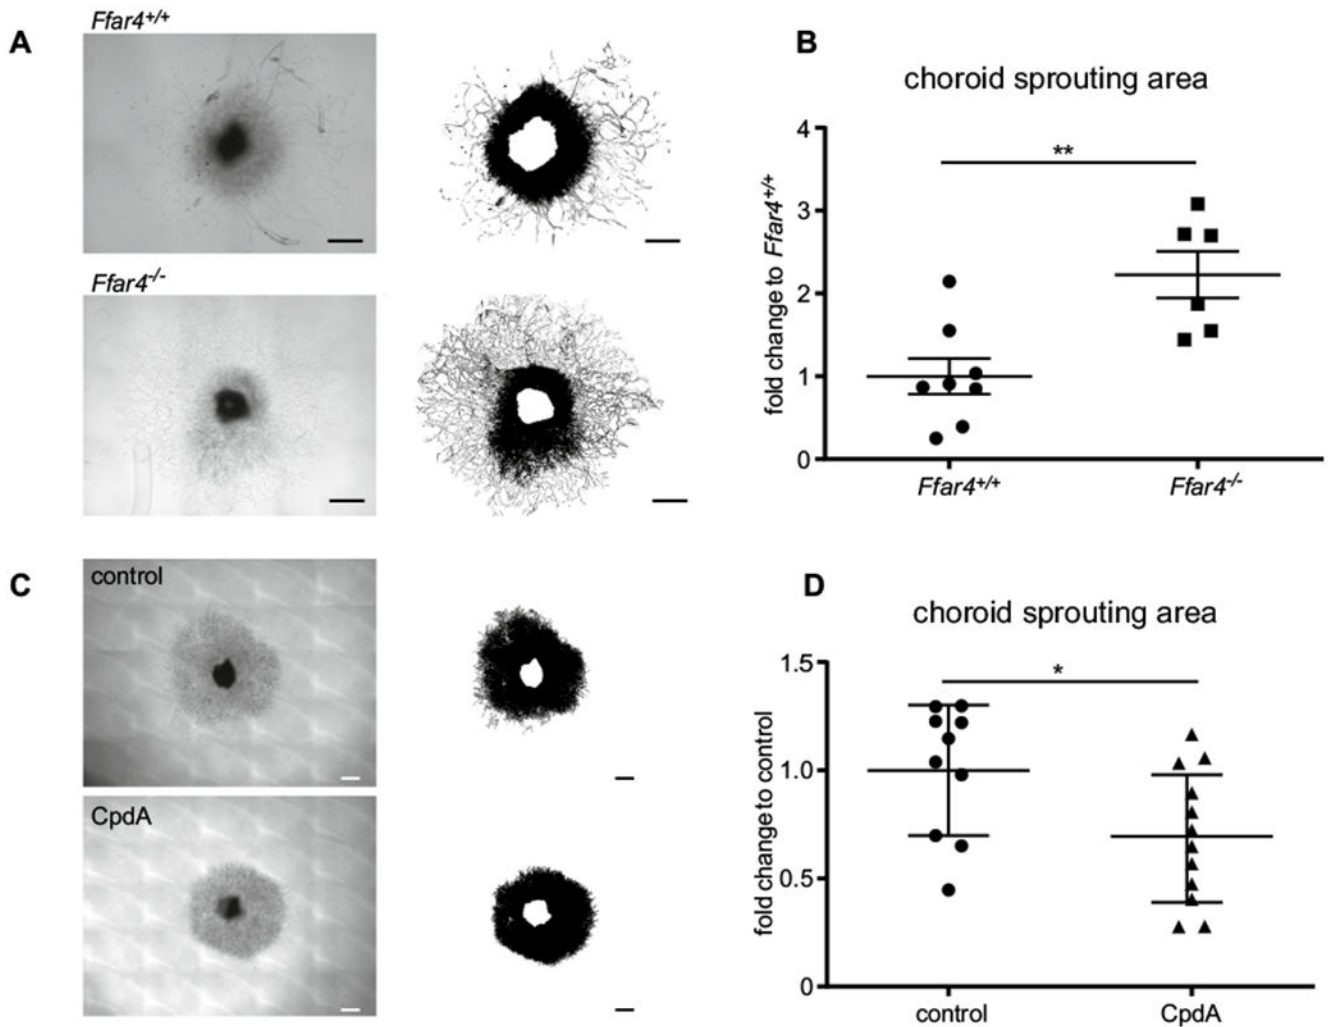 A
Ffar4+/+
Ffar4-/-
B
choroid sprouting area
fold change to Ffar4+/+
4
3
2
1
0
**
Ffar4+/+
Ffar4-/-
C
control
CpdA
D
choroid sprouting area
fold change to control
1.5
1.0
0.5
0
*
control
CpdA